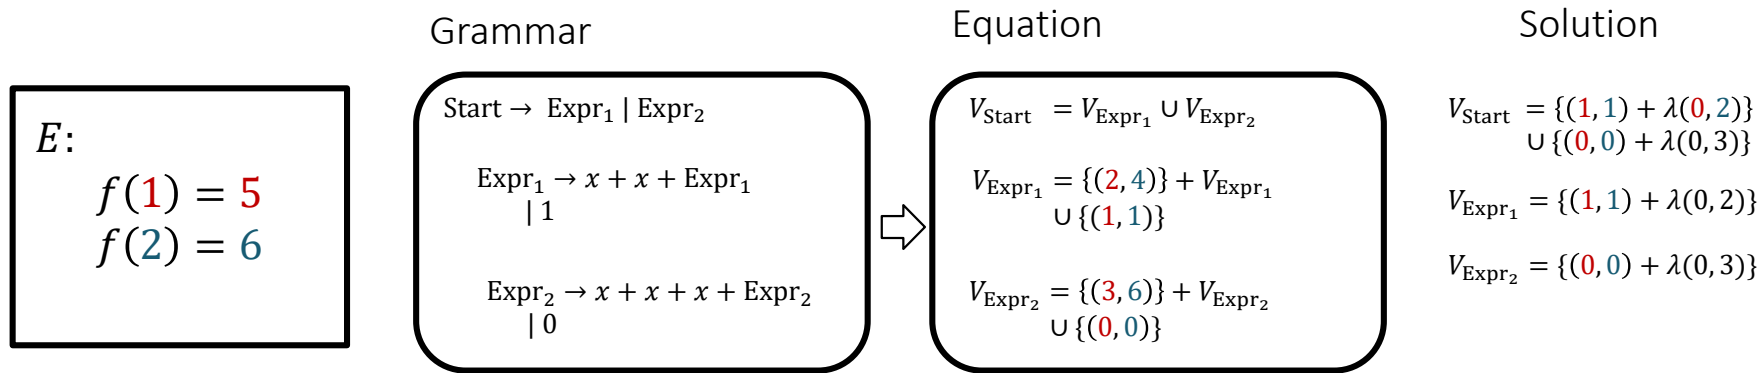 Grammar
Equation
Solution
E:
f(1) = 5
f(2) = 6
Start → Expr₁ | Expr₂
Expr₁ → x + x + Expr₁
| 1
Expr₂ → x + x + x + Expr₂
| 0
V_Start = V_Expr₁ ∪ V_Expr₂
V_Expr₁ = {(2, 4)} + V_Expr₁
∪ {(1, 1)}
V_Expr₂ = {(3, 6)} + V_Expr₂
∪ {(0, 0)}
V_Start = {(1, 1) + λ(0, 2)}
∪ {(0, 0) + λ(0, 3)}
V_Expr₁ = {(1, 1) + λ(0, 2)}
V_Expr₂ = {(0, 0) + λ(0, 3)}